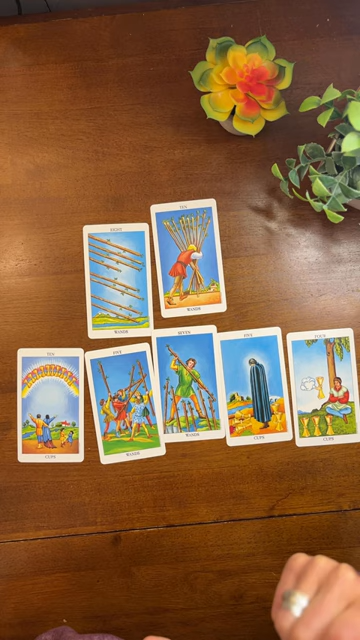 TEN
WANDS
EIGHT
WANDS
TEN
CUPS
FIVE
WANDS
SEVEN
WANDS
FIVE
CUPS
FOUR
CUPS